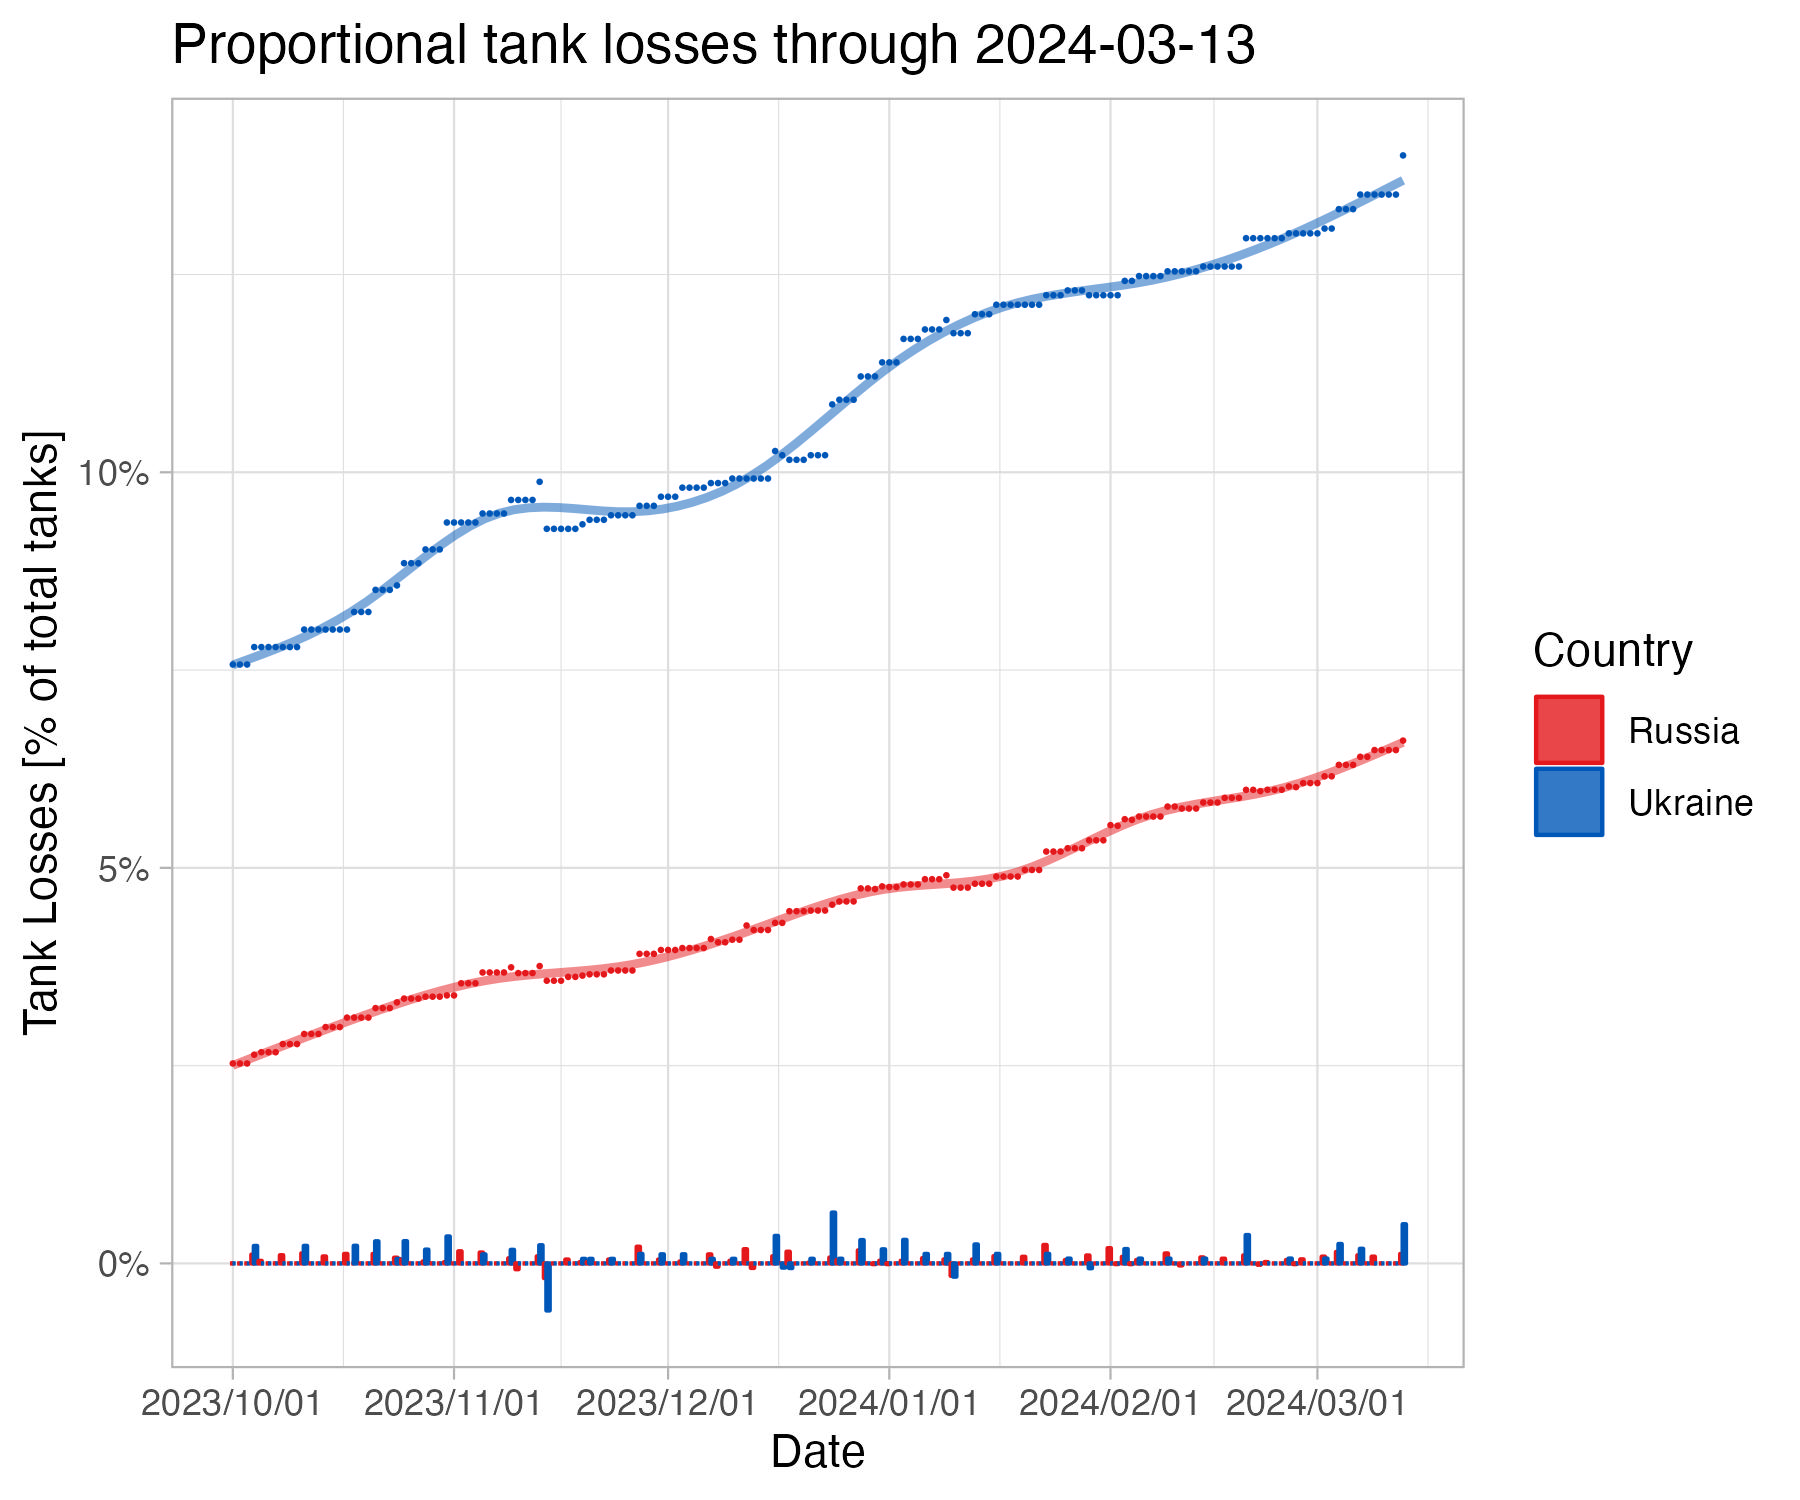 Proportional tank losses through 2024-03-13
Tank Losses [% of total tanks]
10%
5%
0%
2023/10/01 2023/11/01 2023/12/01 2024/01/01 2024/02/01 2024/03/01
Date
Country
Russia
Ukraine